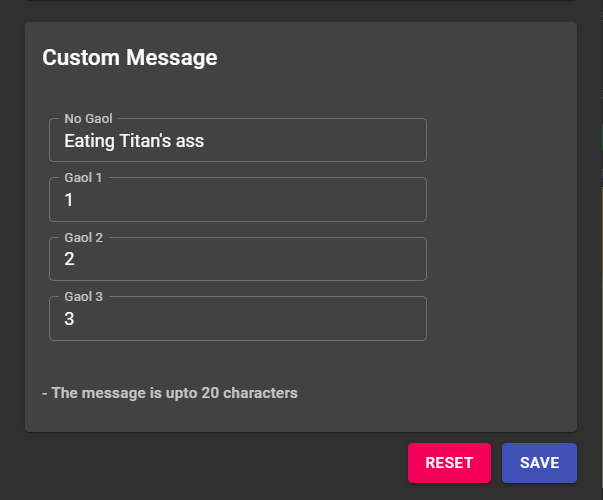 Custom Message
No Gaol
Eating Titan's ass
Gaol 1
1
Gaol 2
2
Gaol 3
3
- The message is upto 20 characters
RESET SAVE